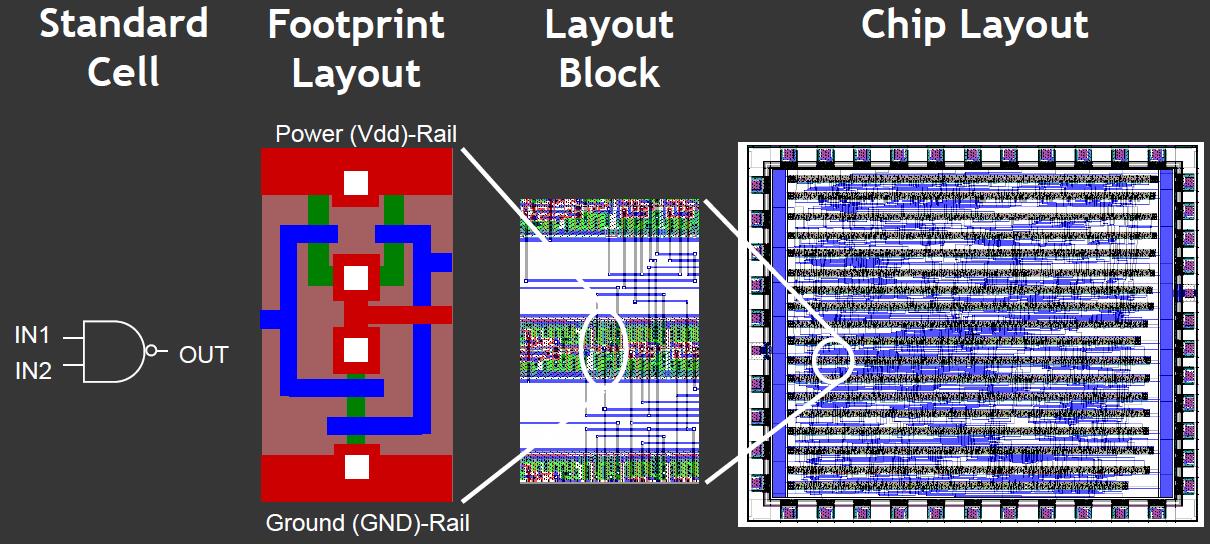 Standard
Cell
Footprint
Layout
Layout
Block
Chip Layout
Power (Vdd)-Rail
IN1
IN2
OUT
Ground (GND)-Rail